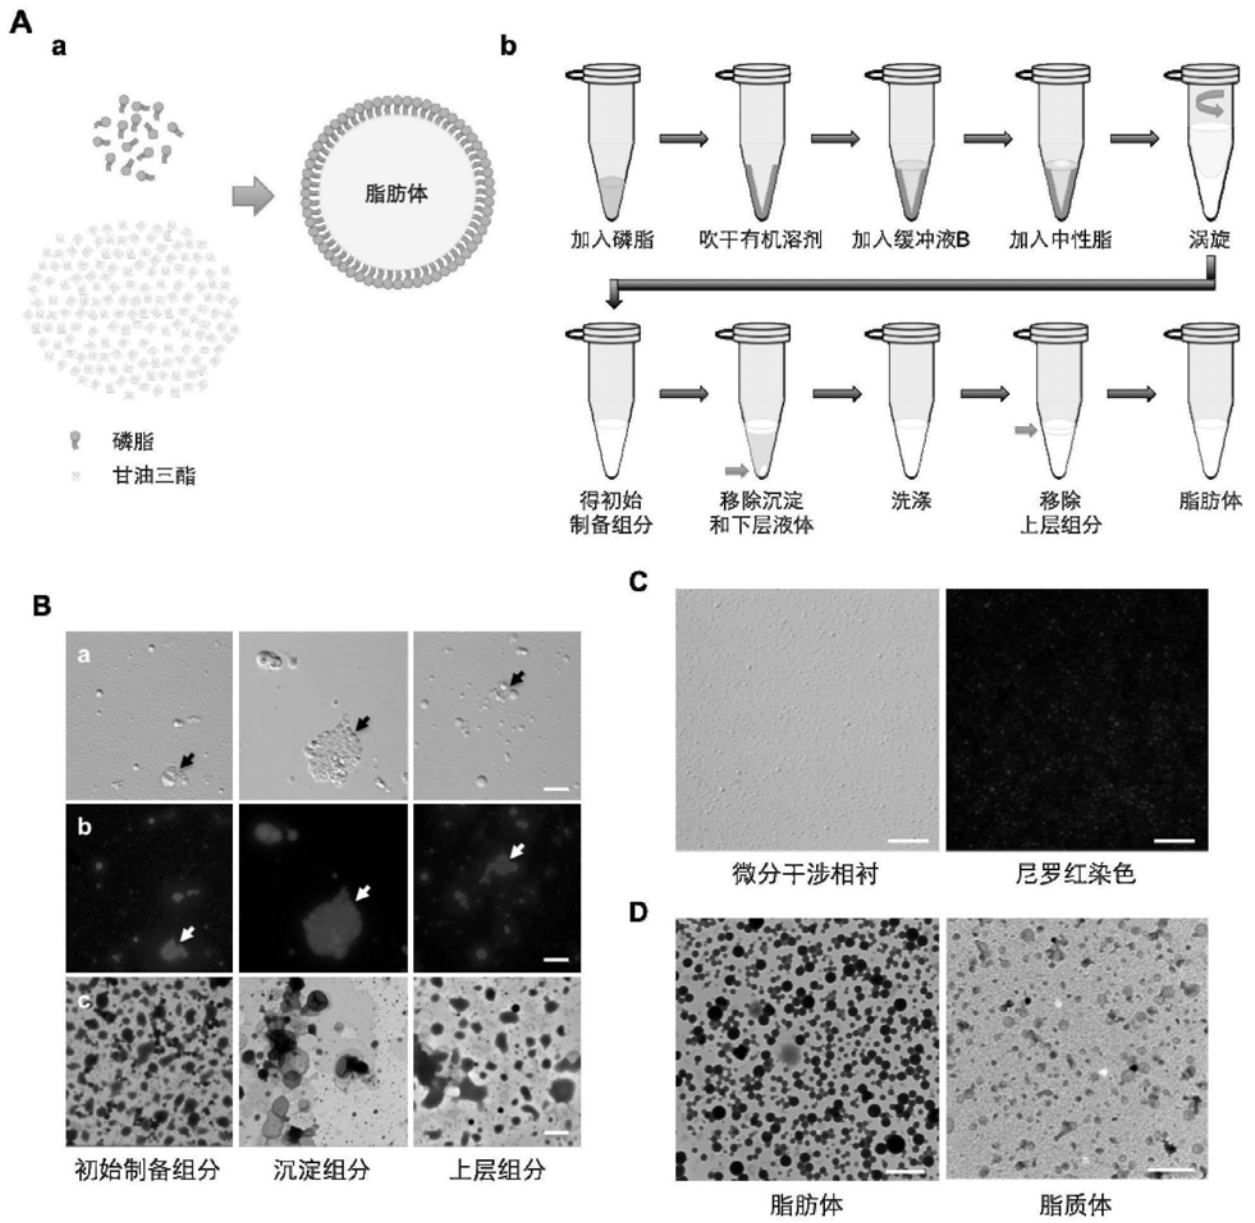 A
a
脂肪体
磷脂
甘油三酯
b
加入磷脂
吹干有机溶剂
加入缓冲液B
加入中性脂
涡旋
得初始
制备组分
移除沉淀
和下层液体
洗涤
移除
上层组分
脂肪体
B
a
b
c
初始制备组分
沉淀组分
上层组分
C
微分干涉相衬
尼罗红染色
D
脂肪体
脂质体